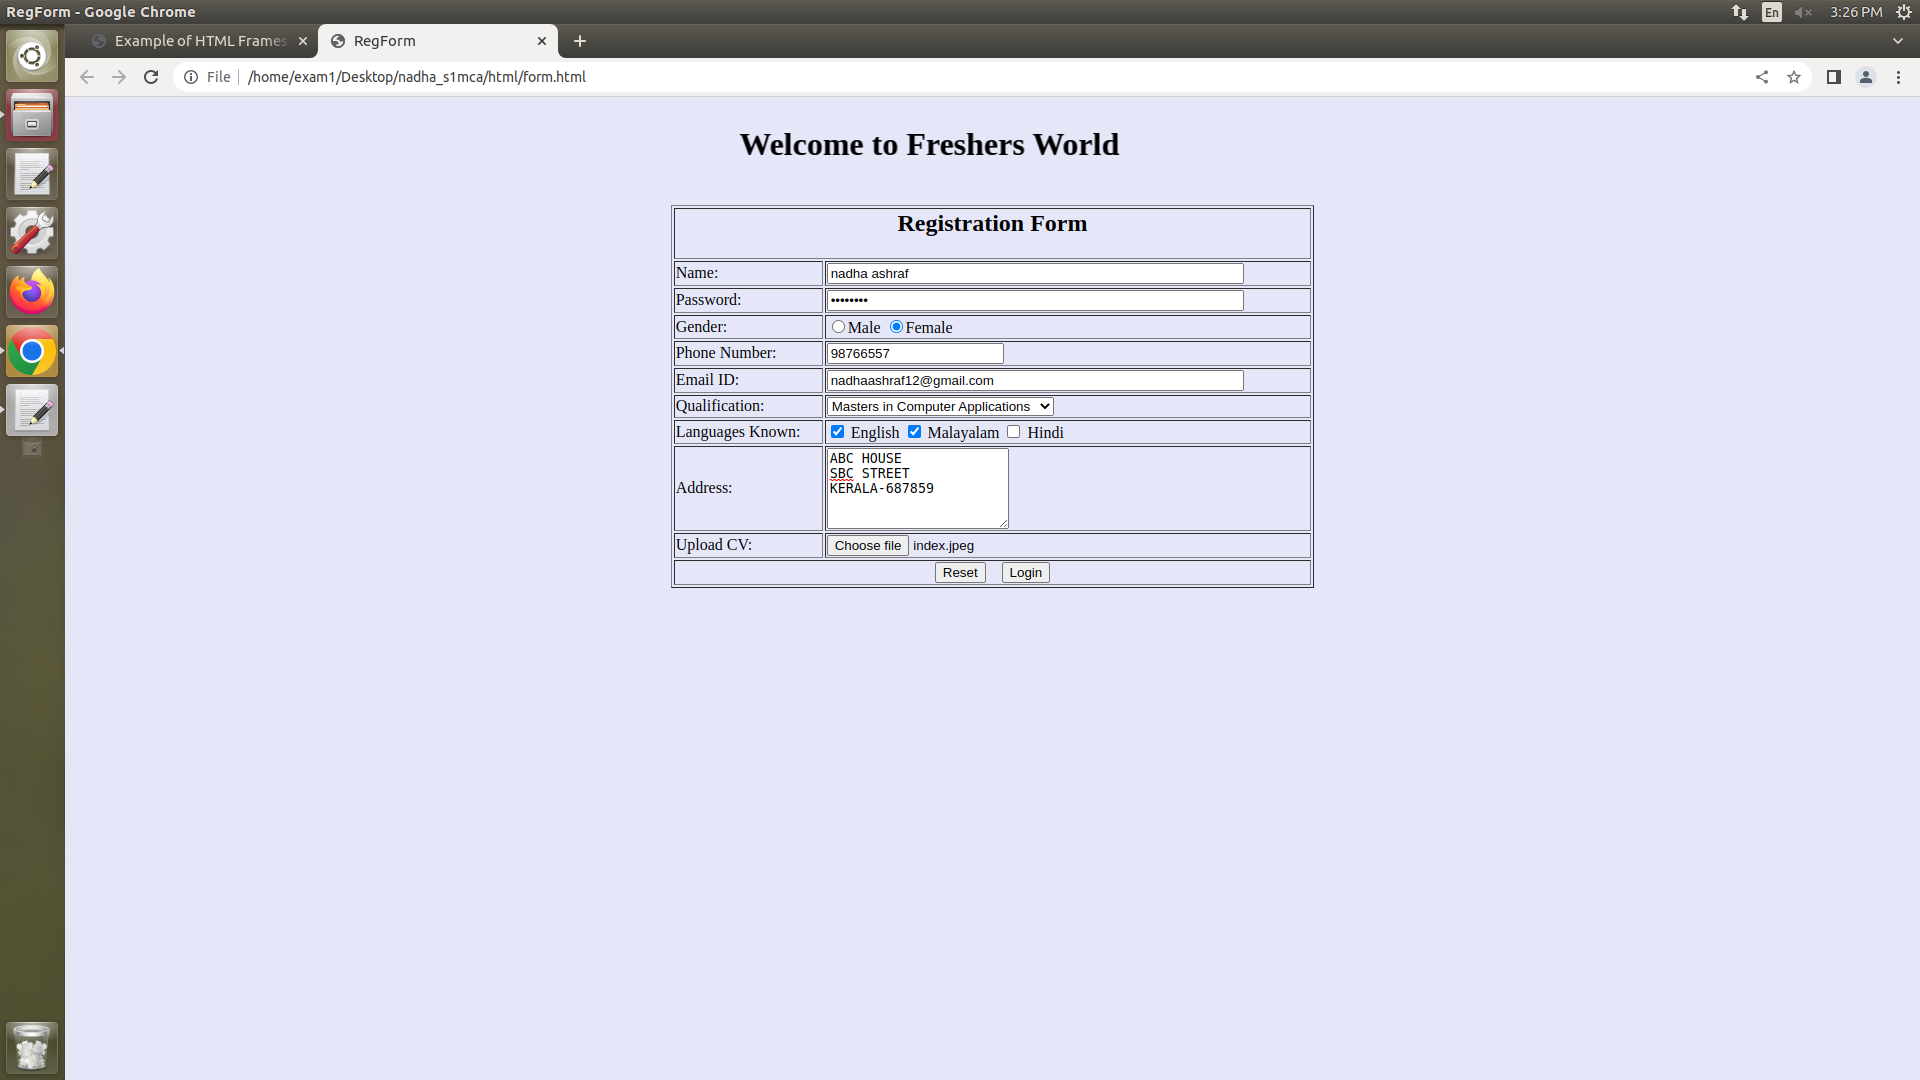 RegForm - Google Chrome
En
3:26 PM
Example of HTML Frames
RegForm
File
/home/exam1/Desktop/nadha_s1mca/html/form.html
Welcome to Freshers World
Registration Form
Name: nadha ashraf
Password: ••••••••
Gender: Male Female
Phone Number: 98766557
Email ID: nadhaashraf12@gmail.com
Qualification: Masters in Computer Applications
Languages Known: English Malayalam Hindi
Address:
ABC HOUSE
SBC STREET
KERALA-687859
Upload CV: Choose file index.jpeg
Reset Login